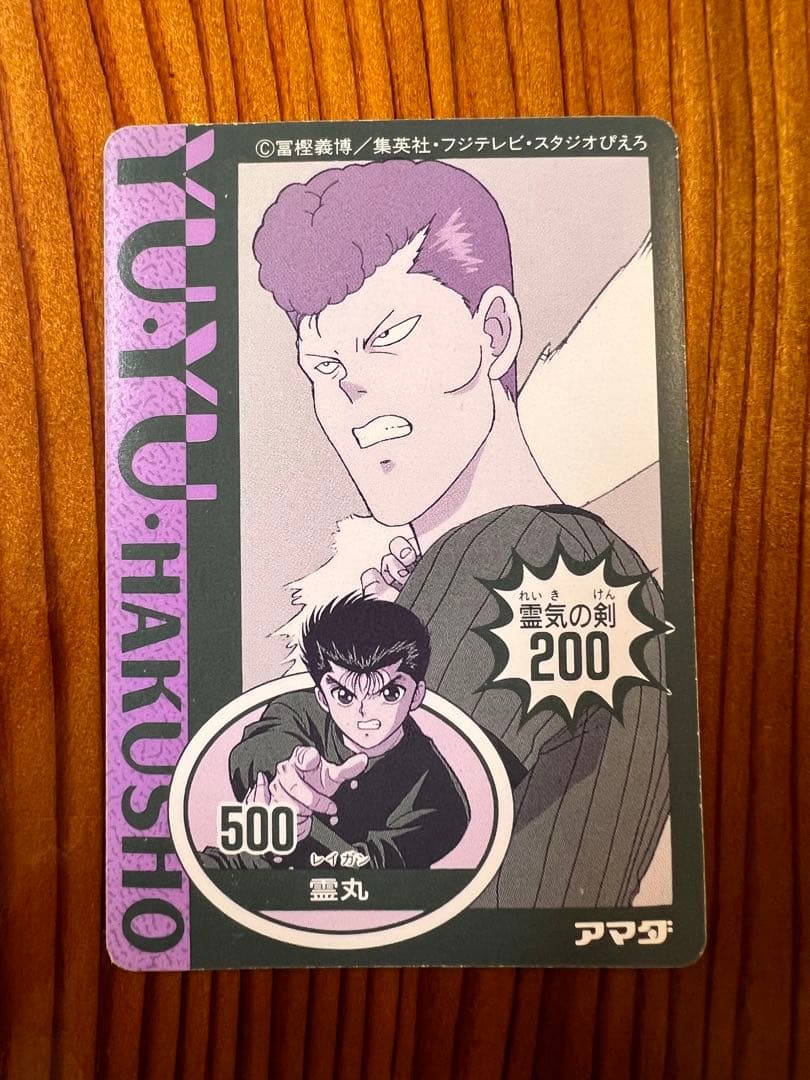 ©冨樫義博／集英社・フジテレビ・スタジオぴえろ
YU・YU・HAKUSHO
れいき けん
霊気の剣
200
500
レイガン
霊丸
アマダ